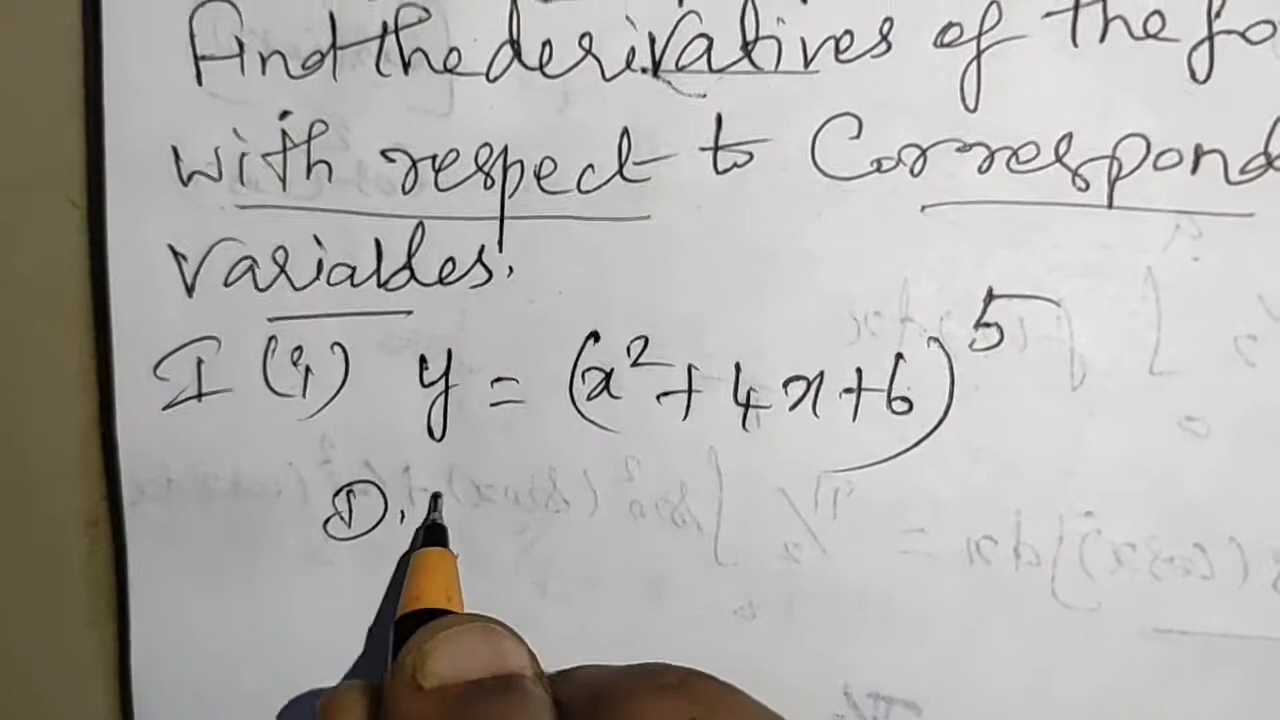 Find the derivatives of the fo
with respect to Correspond
Variables.
I (i) y = (x²+4x+6)⁵
D.